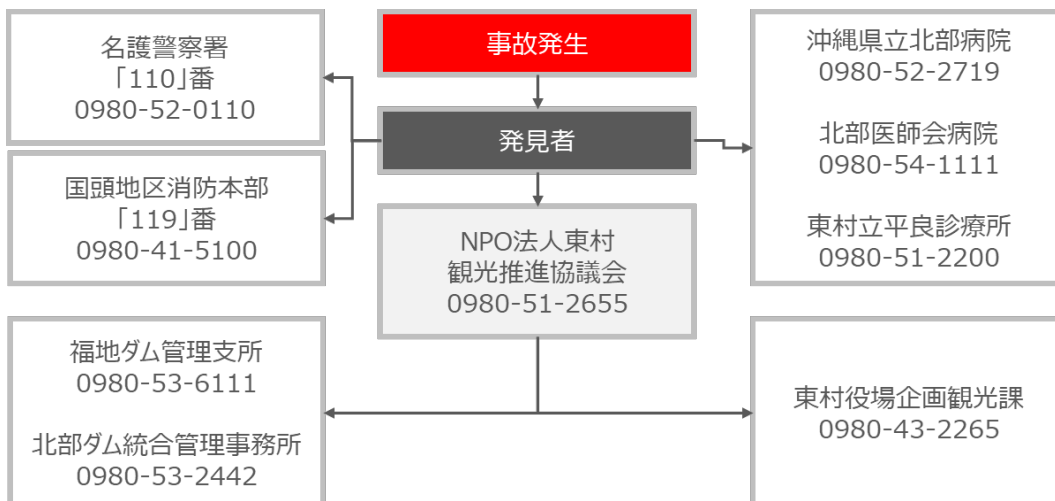 事故発生
発見者
名護警察署
「110」番
0980-52-0110
国頭地区消防本部
「119」番
0980-41-5100
沖縄県立北部病院
0980-52-2719
北部医師会病院
0980-54-1111
東村立平良診療所
0980-51-2200
NPO法人東村
観光推進協議会
0980-51-2655
福地ダム管理支所
0980-53-6111
北部ダム統合管理事務所
0980-53-2442
東村役場企画観光課
0980-43-2265